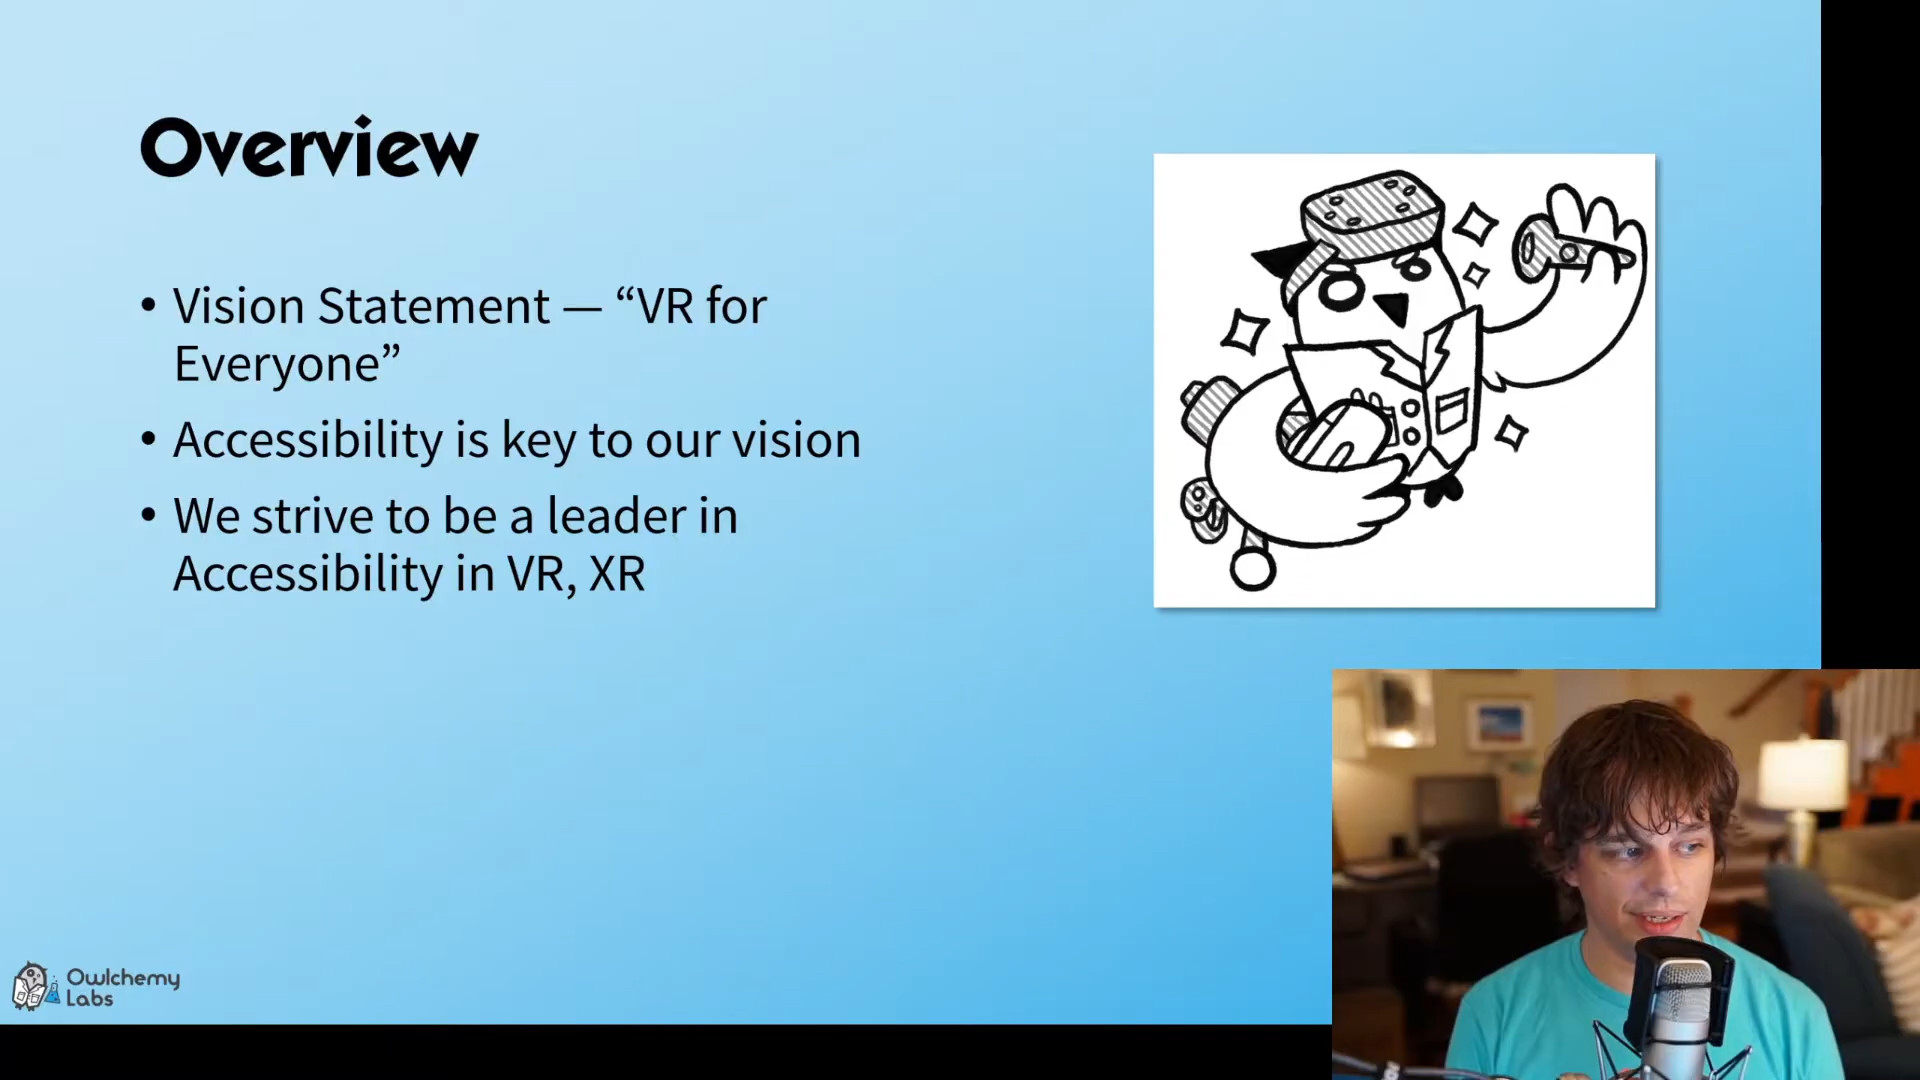 Overview
• Vision Statement — “VR for
Everyone”
• Accessibility is key to our vision
• We strive to be a leader in
Accessibility in VR, XR
Owlchemy
Labs